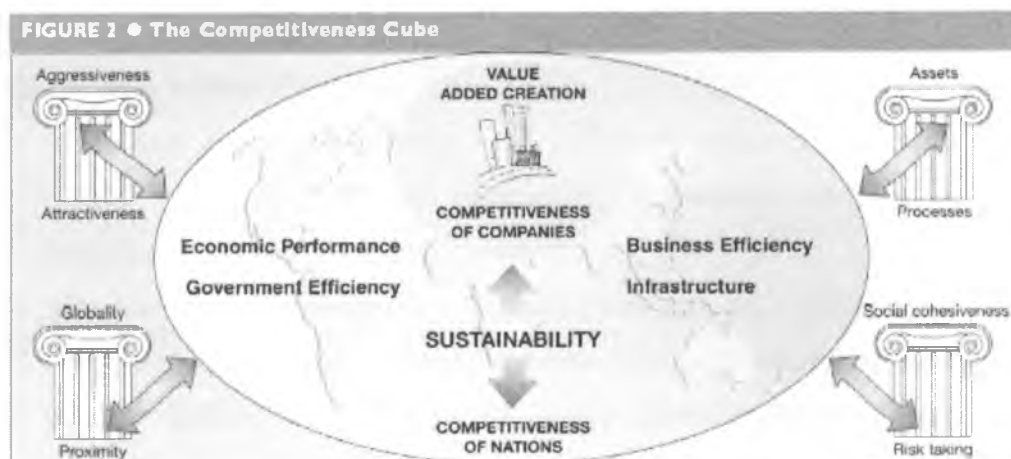 FIGURE 2 ● The Competitiveness Cube
Aggressiveness
Attractiveness
Globality
Proximity
VALUE
ADDED CREATION
COMPETITIVENESS
OF COMPANIES
Economic Performance
Government Efficiency
Business Efficiency
Infrastructure
SUSTAINABILITY
COMPETITIVENESS
OF NATIONS
Assets
Processes
Social cohesiveness
Risk taking